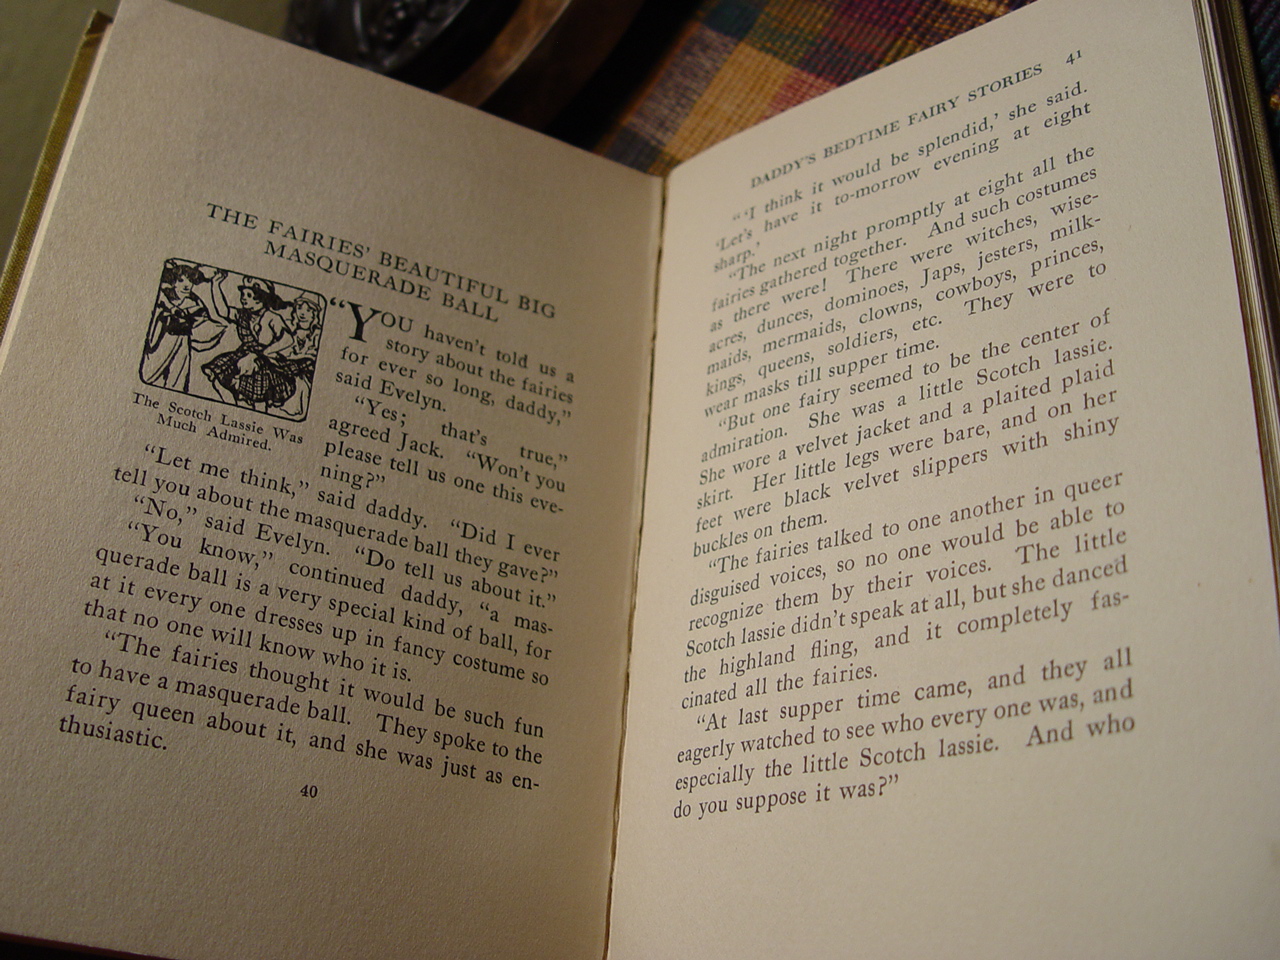 THE FAIRIES' BEAUTIFUL BIG
MASQUERADE BALL
"YOU haven't told us a
story about the fairies
for ever so long, daddy,"
said Evelyn.
"Yes; that's true,"
agreed Jack. "Won't you
please tell us one this eve-
ning?"
The Scotch Lassie Was
Much Admired.
"Let me think," said daddy. "Did I ever
tell you about the masquerade ball they gave?"
"No," said Evelyn. "Do tell us about it."
"You know," continued daddy, "a mas-
querade ball is a very special kind of ball, for
at it every one dresses up in fancy costume so
that no one will know who it is.
"The fairies thought it would be such fun
to have a masquerade ball. They spoke to the
fairy queen about it, and she was just as en-
thusiastic.
40
DADDY'S BEDTIME FAIRY STORIES 41
"'I think it would be splendid,' she said.
'Let's have it to-morrow evening at eight
sharp.'
"The next night promptly at eight all the
fairies gathered together. And such costumes
as there were! There were witches, wise-
acres, dunces, dominoes, Japs, jesters, milk-
maids, mermaids, clowns, cowboys, princes,
kings, queens, soldiers, etc. They were to
wear masks till supper time.
"But one fairy seemed to be the center of
admiration. She was a little Scotch lassie.
She wore a velvet jacket and a plaited plaid
skirt. Her little legs were bare, and on her
feet were black velvet slippers with shiny
buckles on them.
"The fairies talked to one another in queer
disguised voices, so no one would be able to
recognize them by their voices. The little
Scotch lassie didn't speak at all, but she danced
the highland fling, and it completely fas-
cinated all the fairies.
"At last supper time came, and they all
eagerly watched to see who every one was, and
especially the little Scotch lassie. And who
do you suppose it was?"